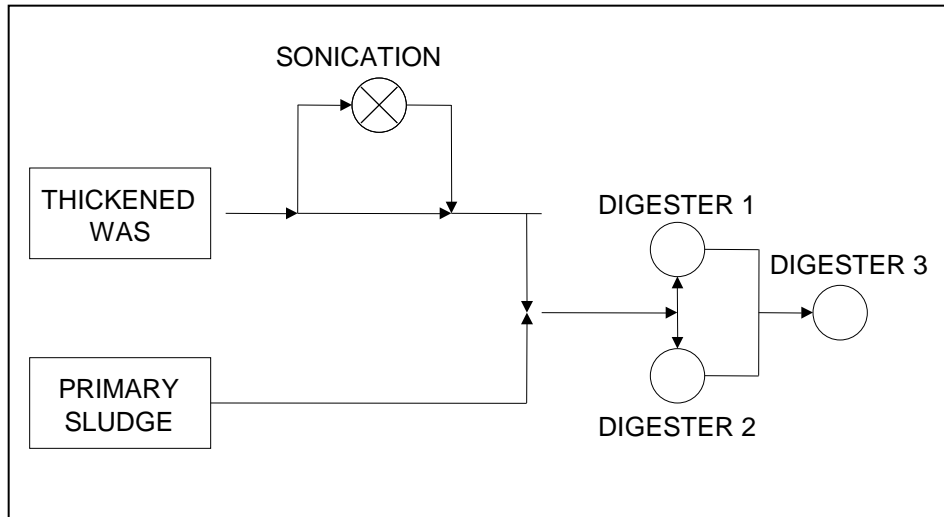 SONICATION
THICKENED
WAS
DIGESTER 1
DIGESTER 3
PRIMARY
SLUDGE
DIGESTER 2